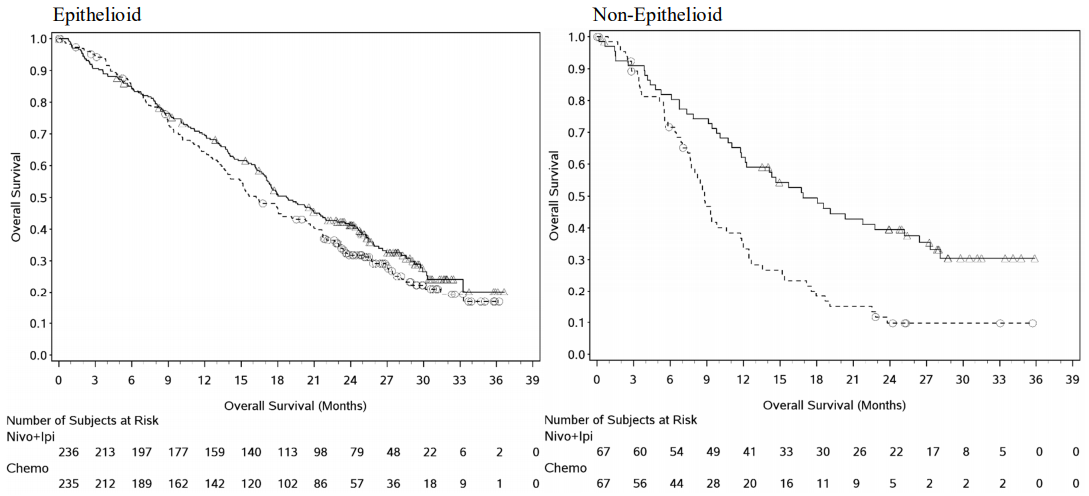 Epithelioid
1.0
0.9
0.8
0.7
0.6
0.5
0.4
0.3
0.2
0.1
0.0
Overall Survival
0 3 6 9 12 15 18 21 24 27 30 33 36 39
Overall Survival (Months)
Number of Subjects at Risk
Nivo+Ipi
236 213 197 177 159 140 113 98 79 48 22 6 2 0
Chemo
235 212 189 162 142 120 102 86 57 36 18 9 1 0
Non-Epithelioid
1.0
0.9
0.8
0.7
0.6
0.5
0.4
0.3
0.2
0.1
0.0
Overall Survival
0 3 6 9 12 15 18 21 24 27 30 33 36 39
Overall Survival (Months)
Number of Subjects at Risk
Nivo+Ipi
67 60 54 49 41 33 30 26 22 17 8 5 0 0
Chemo
67 56 44 28 20 16 11 9 5 2 2 2 0 0